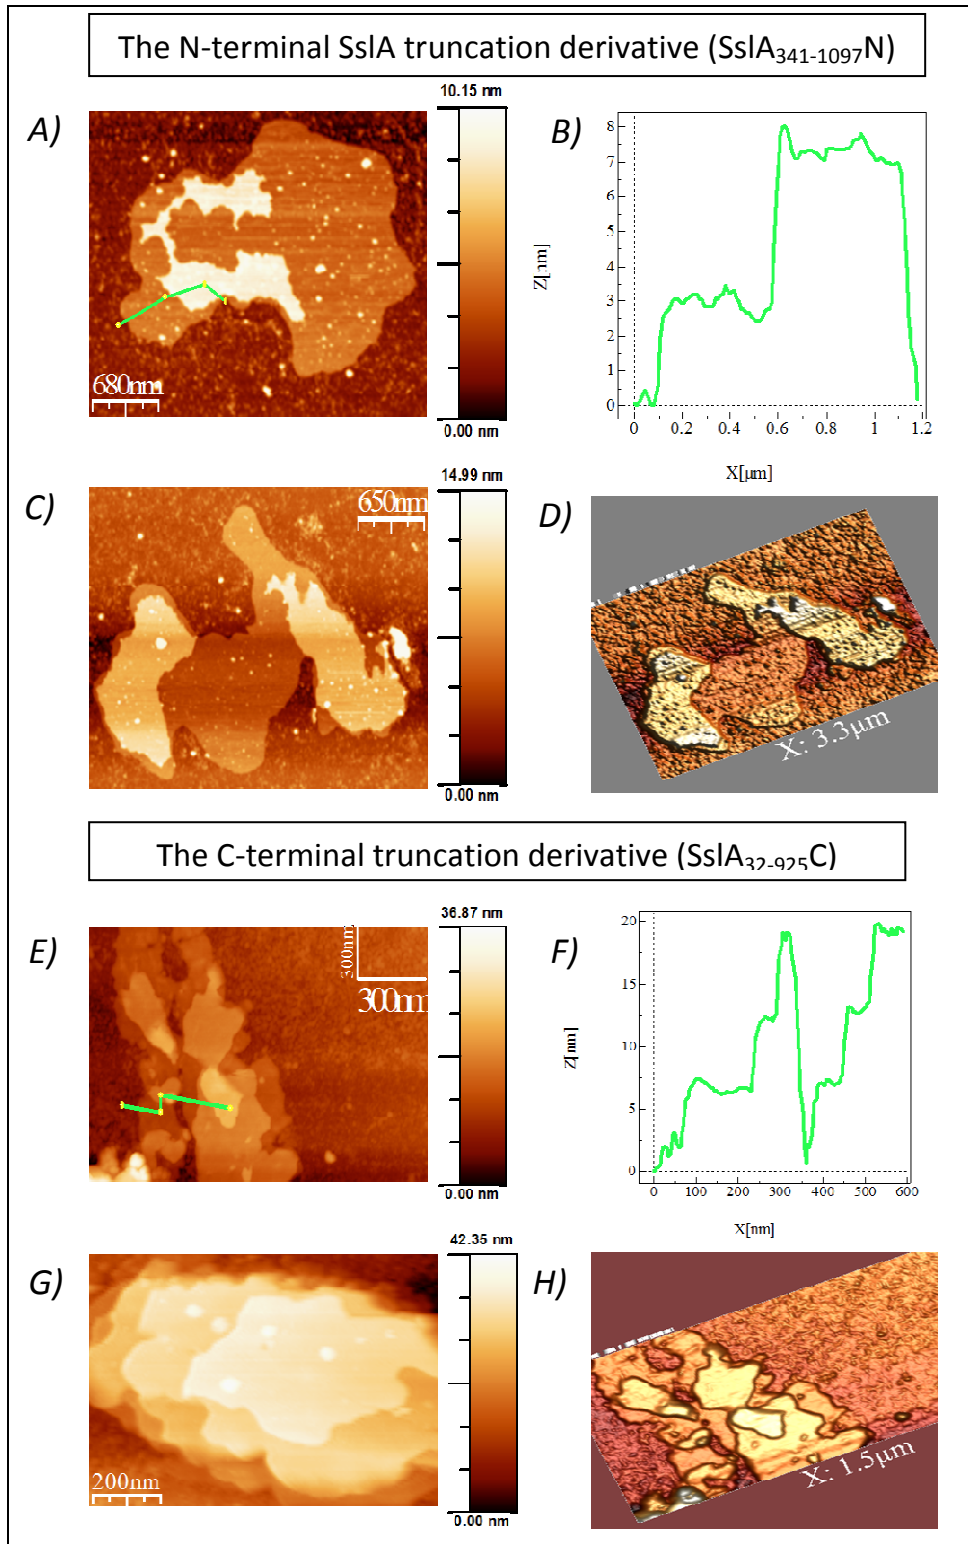 The N-terminal SslA truncation derivative (SslA341-1097N)
A)
10.15 nm
680nm
0.00 nm
B)
8
7
6
5
4
3
2
1
0
Z[nm]
0 0.2 0.4 0.6 0.8 1 1.2
X[µm]
C)
650nm
14.99 nm
0.00 nm
D)
X: 3.3µm
The C-terminal truncation derivative (SslA32-925C)
E)
300nm
300nm
36.87 nm
0.00 nm
F)
20
15
10
5
0
Z[nm]
0 100 200 300 400 500 600
X[nm]
G)
200nm
42.35 nm
0.00 nm
H)
X: 1.5µm